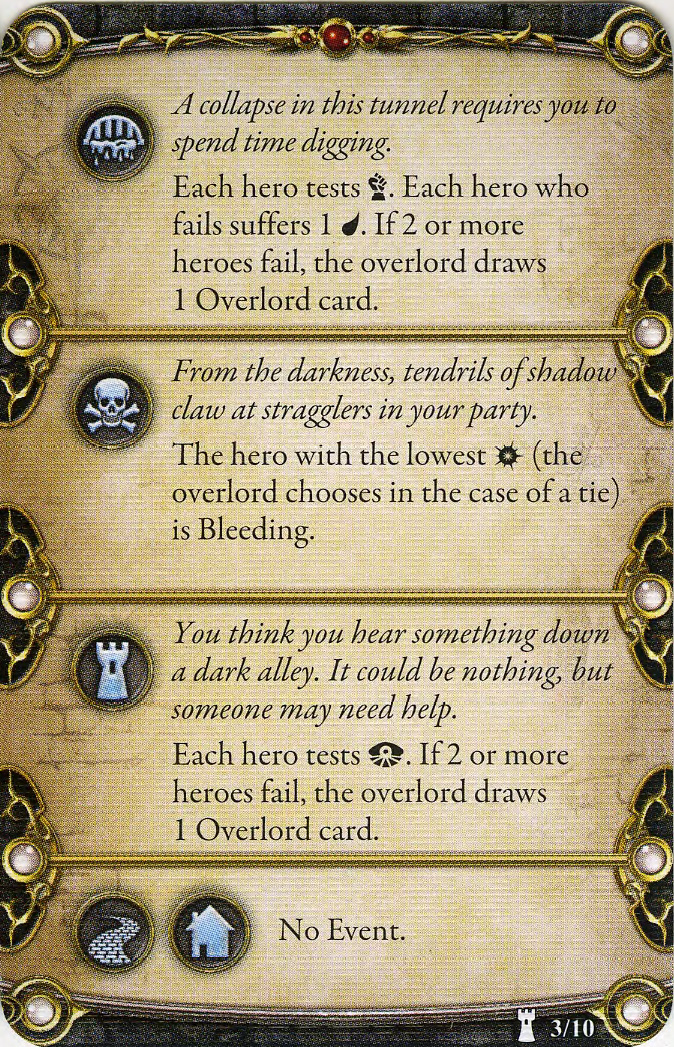 A collapse in this tunnel requires you to
spend time digging.
Each hero tests . Each hero who
fails suffers 1 . If 2 or more
heroes fail, the overlord draws
1 Overlord card.
From the darkness, tendrils of shadow
claw at stragglers in your party.
The hero with the lowest (the
overlord chooses in the case of a tie)
is Bleeding.
You think you hear something down
a dark alley. It could be nothing, but
someone may need help.
Each hero tests . If 2 or more
heroes fail, the overlord draws
1 Overlord card.
No Event.
3/10